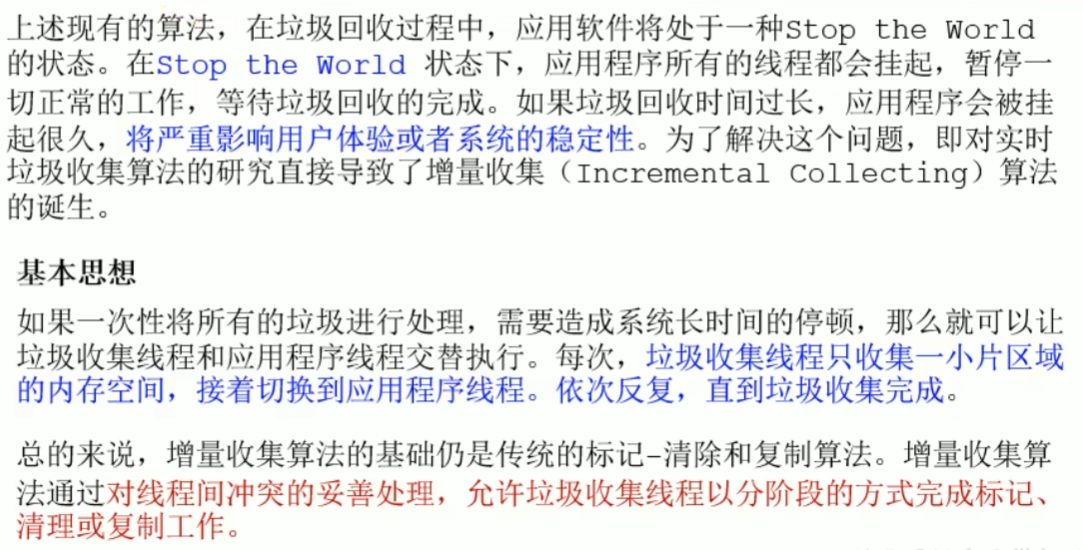 上述现有的算法，在垃圾回收过程中，应用软件将处于一种Stop the World
的状态。在Stop the World 状态下，应用程序所有的线程都会挂起，暂停一
切正常的工作，等待垃圾回收的完成。如果垃圾回收时间过长，应用程序会被挂
起很久，将严重影响用户体验或者系统的稳定性。为了解决这个问题，即对实时
垃圾收集算法的研究直接导致了增量收集（Incremental Collecting）算法
的诞生。
基本思想
如果一次性将所有的垃圾进行处理，需要造成系统长时间的停顿，那么就可以让
垃圾收集线程和应用程序线程交替执行。每次，垃圾收集线程只收集一小片区域
的内存空间，接着切换到应用程序线程。依次反复，直到垃圾收集完成。
总的来说，增量收集算法的基础仍是传统的标记-清除和复制算法。增量收集算
法通过对线程间冲突的妥善处理，允许垃圾收集线程以分阶段的方式完成标记、
清理或复制工作。